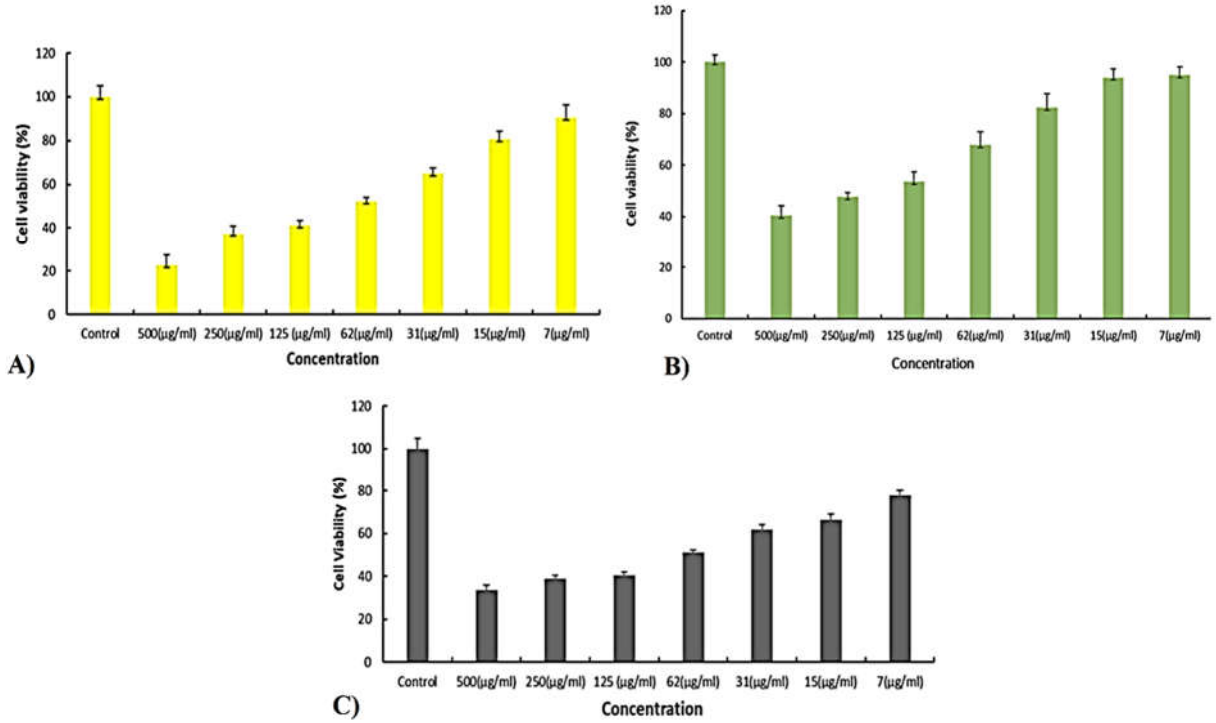 120
100
80
60
40
20
0
Cell viability (%)
Control 500(µg/ml) 250(µg/ml) 125 (µg/ml) 62(µg/ml) 31(µg/ml) 15(µg/ml) 7(µg/ml)
Concentration
A)
120
100
80
60
40
20
0
Cell viability (%)
Control 500(µg/ml) 250(µg/ml) 125 (µg/ml) 62(µg/ml) 31(µg/ml) 15(µg/ml) 7(µg/ml)
Concentration
B)
120
100
80
60
40
20
0
Cell Viability (%)
Control 500(µg/ml) 250(µg/ml) 125 (µg/ml) 62(µg/ml) 31(µg/ml) 15(µg/ml) 7(µg/ml)
Concentration
C)